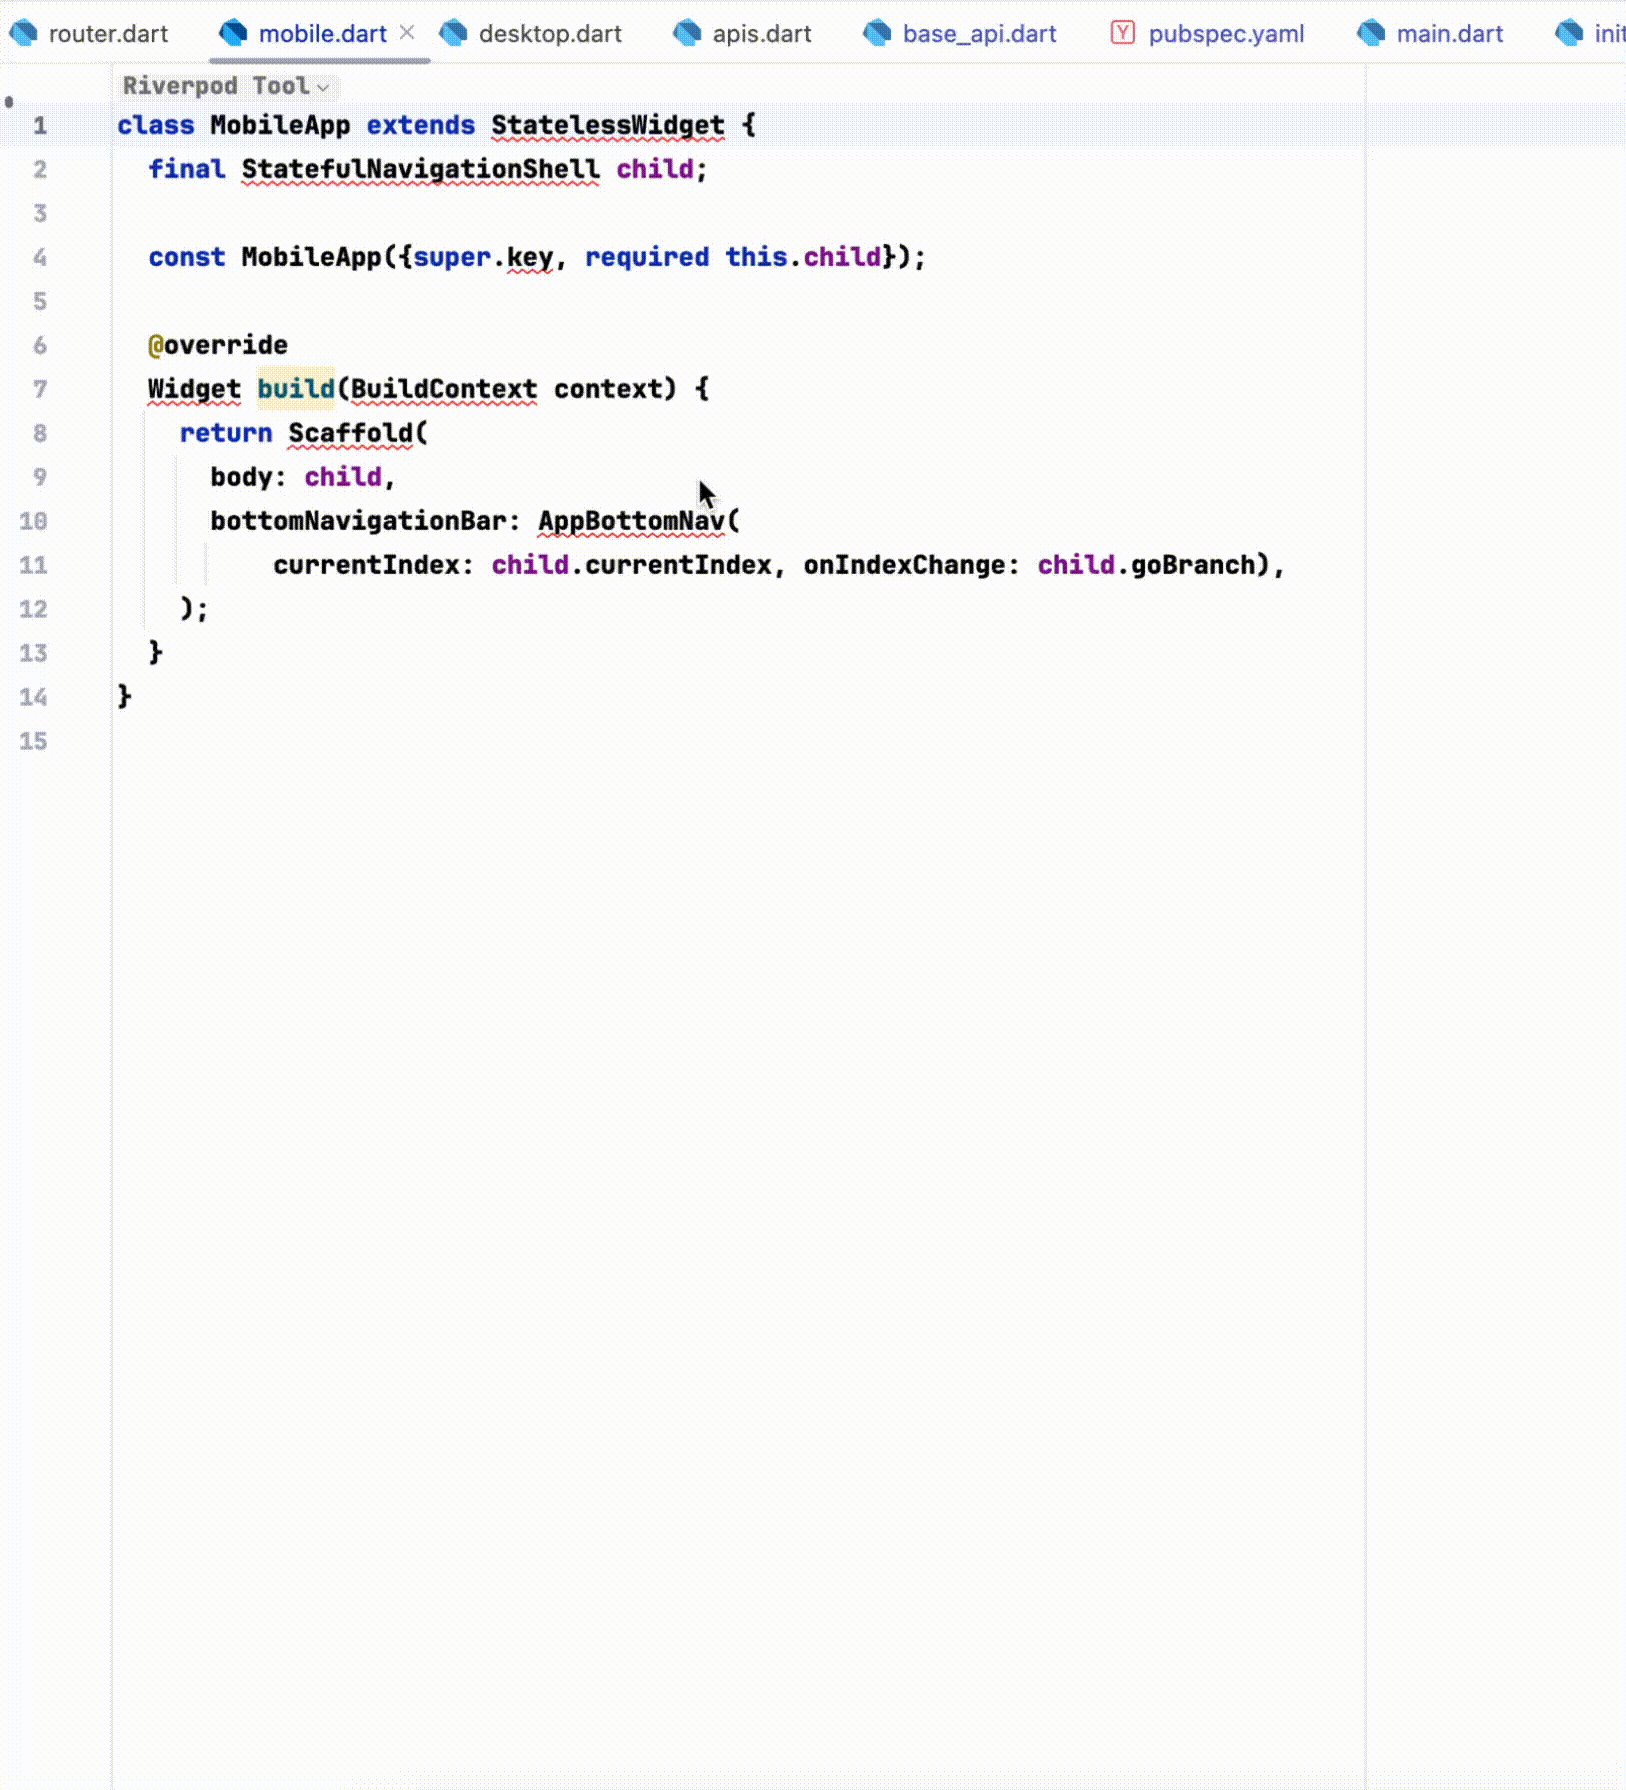 router.dart mobile.dart desktop.dart apis.dart base_api.dart Y pubspec.yaml main.dart
Riverpod Tool
1 class MobileApp extends StatelessWidget {
2 final StatefulNavigationShell child;
3
4 const MobileApp({super.key, required this.child});
5
6 @override
7 Widget build(BuildContext context) {
8 return Scaffold(
9 body: child,
10 bottomNavigationBar: AppBottomNav(
11 currentIndex: child.currentIndex, onIndexChange: child.goBranch),
12 );
13 }
14 }
15